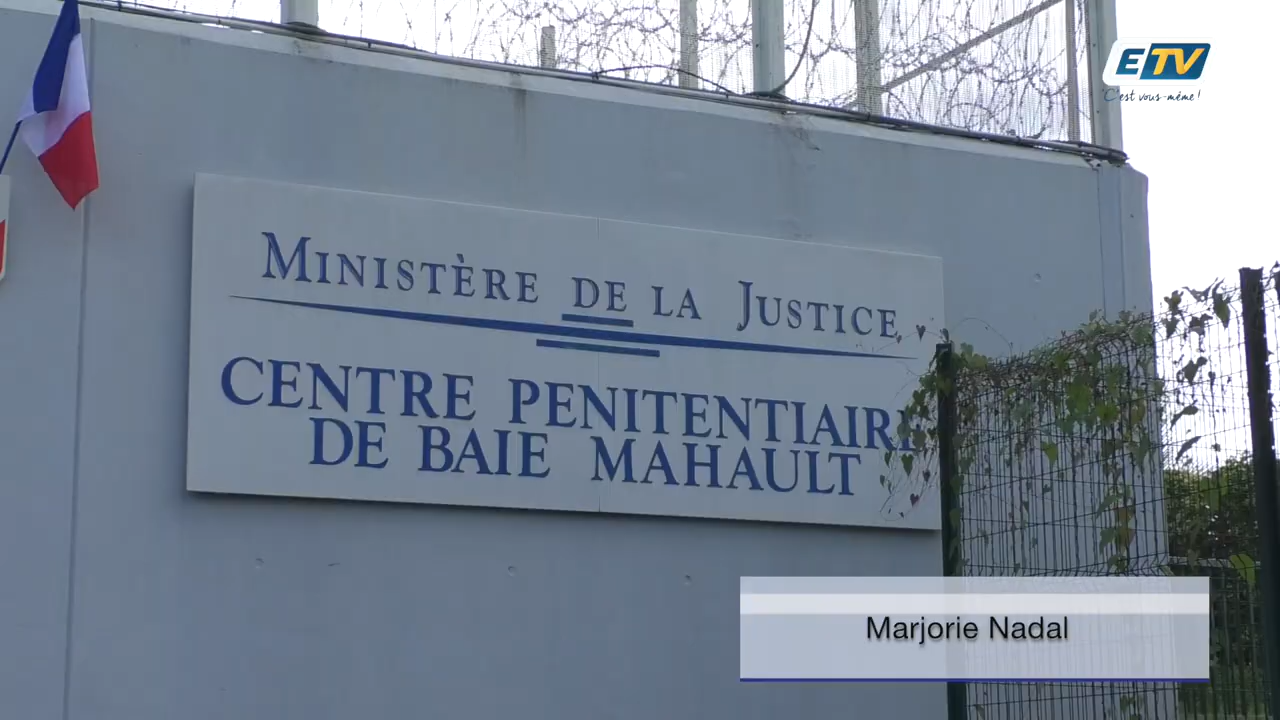 ETV
C'est vous-même !
MINISTÈRE DE LA JUSTICE
CENTRE PENITENTIAIRE
DE BAIE MAHAULT
Marjorie Nadal